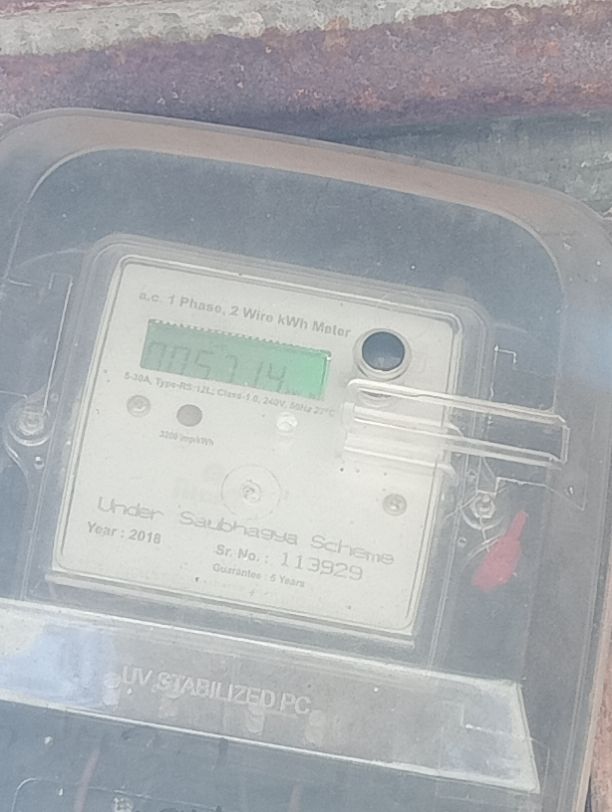 a.c. 1 Phase, 2 Wire kWh Meter
005714
5-30A, Type-RS/12L, Class-1.0, 240V, 50Hz 27°C
3200 imp/kWh
Under Saubhagya Scheme
Year : 2018
Sr. No. : 113929
Guarantee : 5 Years
UV STABILIZED PC